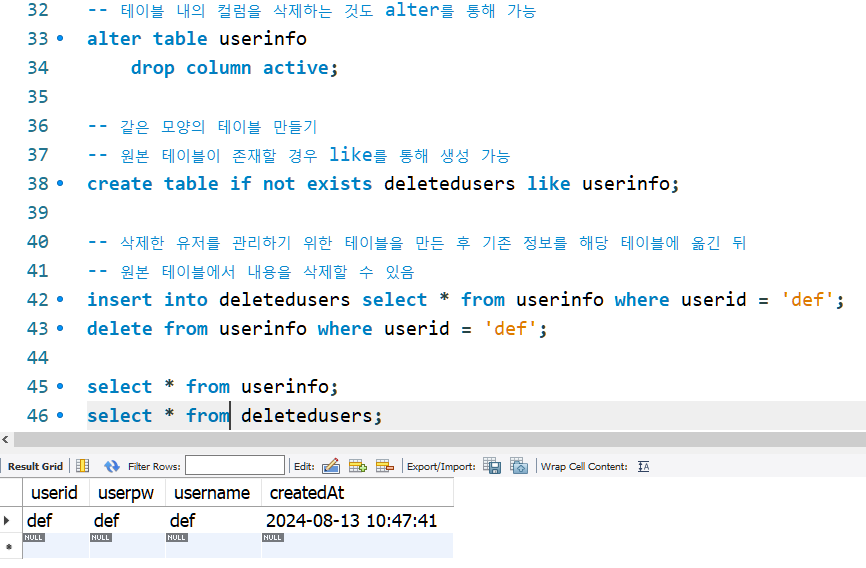 32 -- 테이블 내의 컬럼을 삭제하는 것도 alter를 통해 가능
33 alter table userinfo
34 drop column active;
35
36 -- 같은 모양의 테이블 만들기
37 -- 원본 테이블이 존재할 경우 like를 통해 생성 가능
38 create table if not exists deletedusers like userinfo;
39
40 -- 삭제한 유저를 관리하기 위한 테이블을 만든 후 기존 정보를 해당 테이블에 옮긴 뒤
41 -- 원본 테이블에서 내용을 삭제할 수 있음
42 insert into deletedusers select * from userinfo where userid = 'def';
43 delete from userinfo where userid = 'def';
44
45 select * from userinfo;
46 select * from deletedusers;
Result Grid Filter Rows: Edit: Export/Import: Wrap Cell Content:
userid userpw username createdAt
def def def 2024-08-13 10:47:41
NULL NULL NULL NULL